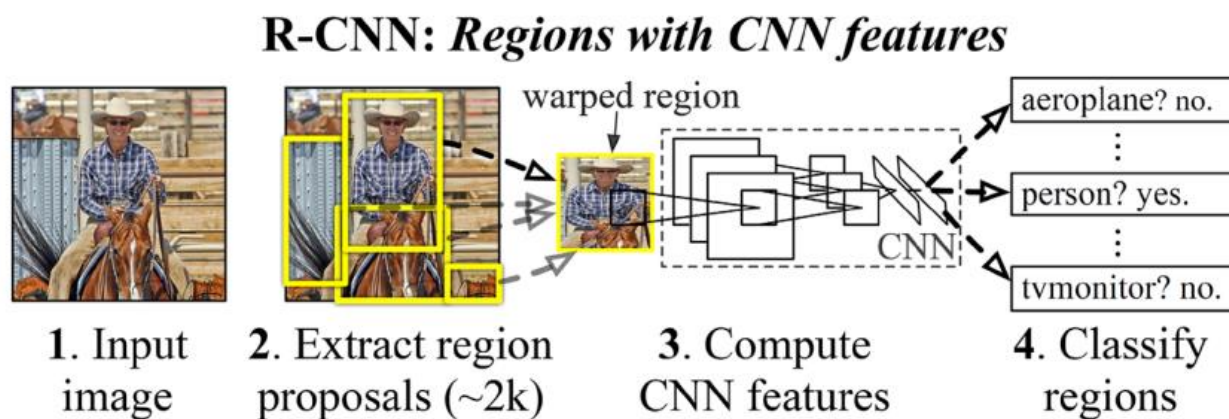 R-CNN: Regions with CNN features
warped region
aeroplane? no.
person? yes.
tvmonitor? no.
CNN
1. Input
image
2. Extract region
proposals (~2k)
3. Compute
CNN features
4. Classify
regions